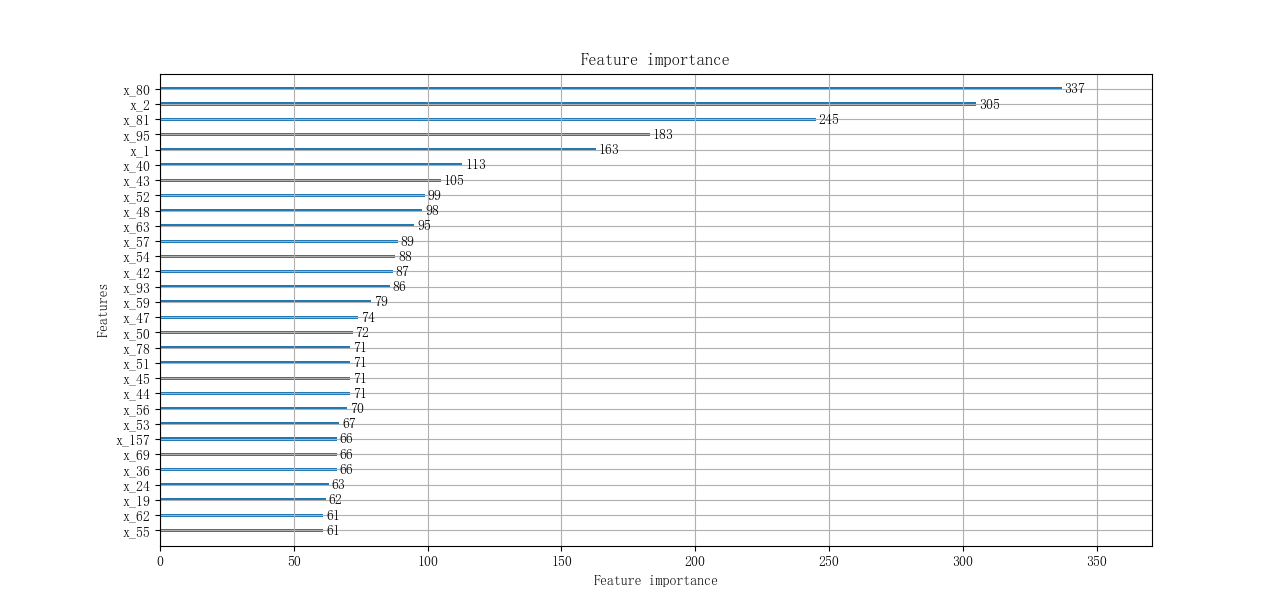 Feature importance
x_80 337
x_2 305
x_81 245
x_95 183
x_1 163
x_40 113
x_43 105
x_52 99
x_48 98
x_63 95
x_57 89
x_54 88
x_42 87
x_93 86
x_59 79
x_47 74
x_50 72
x_78 71
x_51 71
x_45 71
x_44 71
x_56 70
x_53 67
x_157 66
x_69 66
x_36 66
x_24 63
x_19 62
x_62 61
x_55 61
Features
0 50 100 150 200 250 300 350
Feature importance